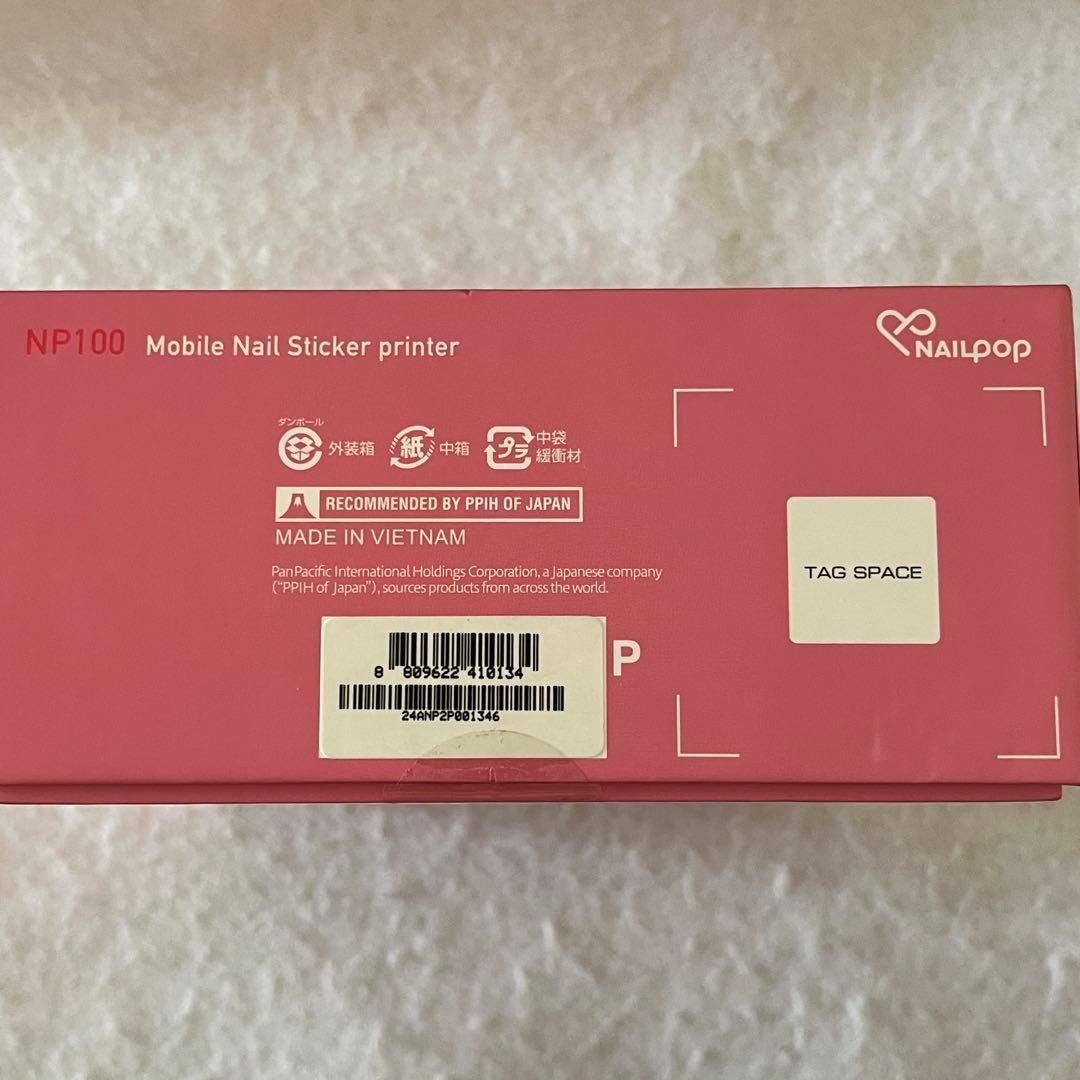 NP100 Mobile Nail Sticker printer
NAILPOP
ダンボール
外装箱
紙
中箱
プラ
中袋
緩衝材
RECOMMENDED BY PPIH OF JAPAN
MADE IN VIETNAM
Pan Pacific International Holdings Corporation, a Japanese company
("PPIH of Japan"), sources products from across the world.
TAG SPACE
P
8 809622 410134
24ANP2P001346